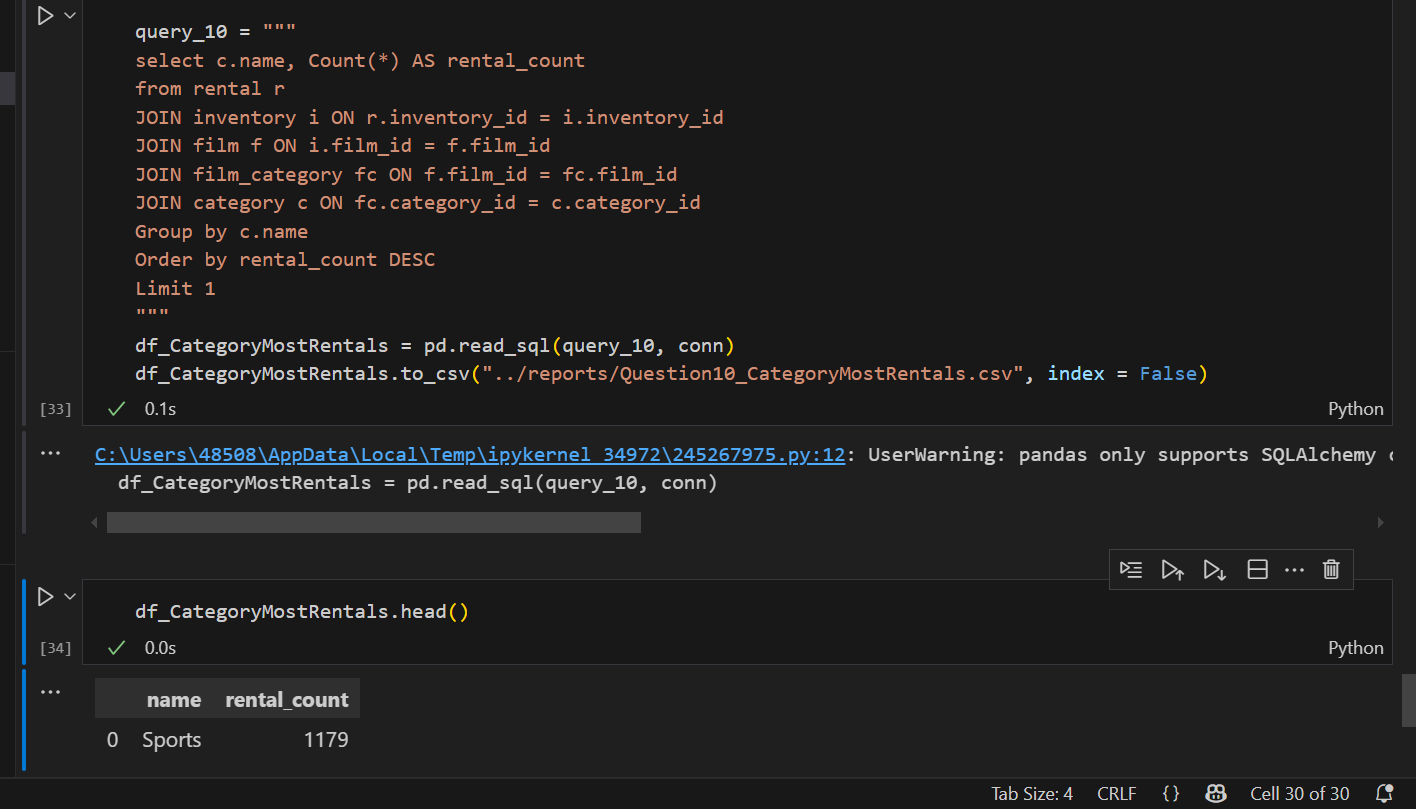 query_10 = """
select c.name, Count(*) AS rental_count
from rental r
JOIN inventory i ON r.inventory_id = i.inventory_id
JOIN film f ON i.film_id = f.film_id
JOIN film_category fc ON f.film_id = fc.film_id
JOIN category c ON fc.category_id = c.category_id
Group by c.name
Order by rental_count DESC
Limit 1
"""
df_CategoryMostRentals = pd.read_sql(query_10, conn)
df_CategoryMostRentals.to_csv("../reports/Question10_CategoryMostRentals.csv", index = False)
[33] 0.1s Python
C:\Users\48508\AppData\Local\Temp\ipykernel_34972\245267975.py:12: UserWarning: pandas only supports SQLAlchemy
df_CategoryMostRentals = pd.read_sql(query_10, conn)
df_CategoryMostRentals.head()
[34] 0.0s Python
name rental_count
0 Sports 1179
Tab Size: 4 CRLF {} Cell 30 of 30